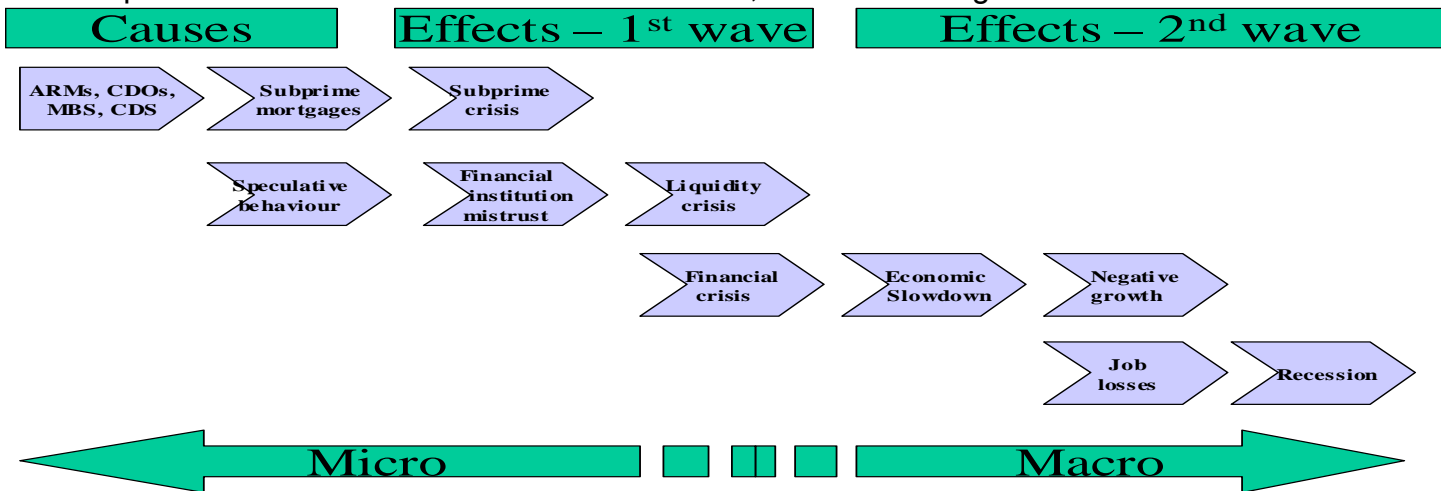 Causes
Effects – 1st wave
Effects – 2nd wave
ARMs, CDOs,
MBS, CDS
Subprime
mortgages
Subprime
crisis
Speculative
behaviour
Financial
institution
mistrust
Liquidity
crisis
Financial
crisis
Economic
Slowdown
Negative
growth
Job
losses
Recession
Micro
Macro